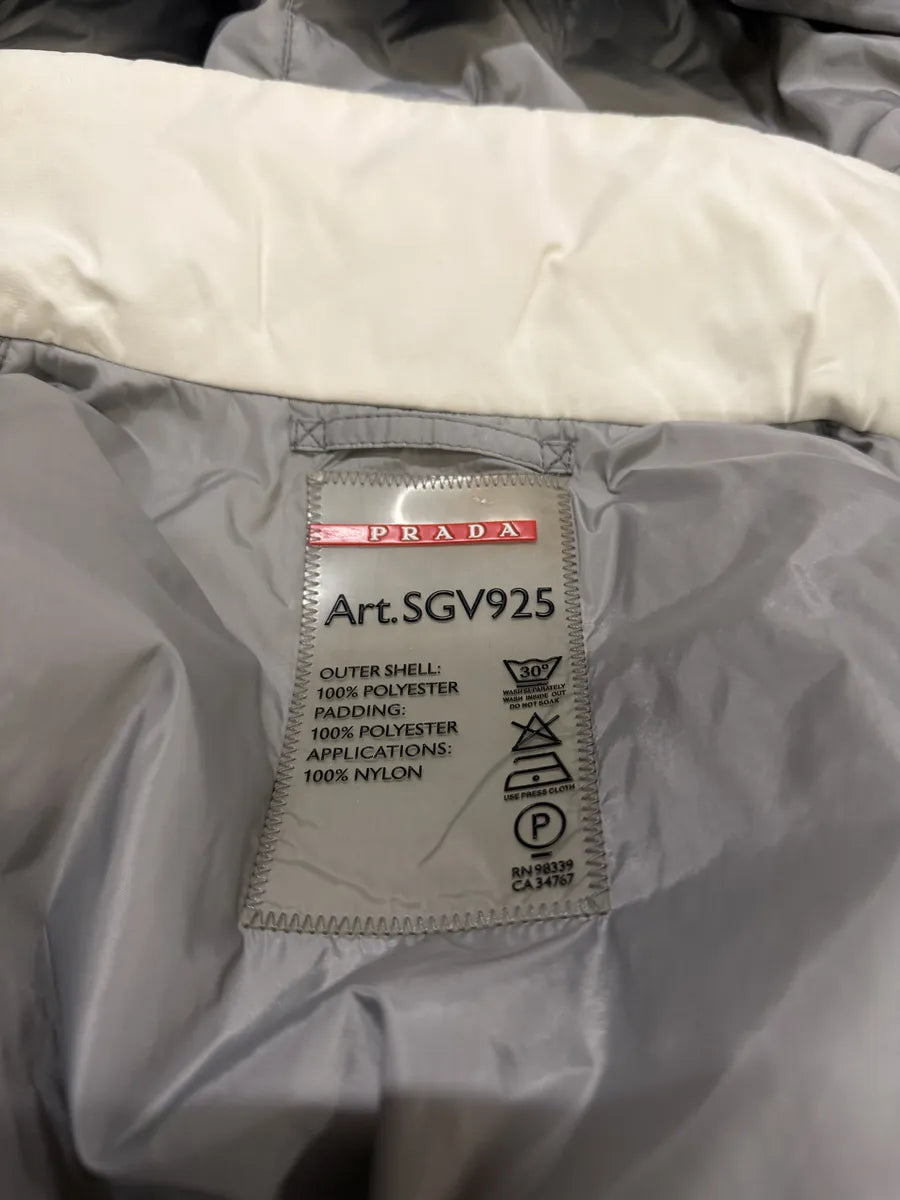 PRADA
Art. SGV925
OUTER SHELL:
100% POLYESTER
PADDING:
100% POLYESTER
APPLICATIONS:
100% NYLON
30°
WASH SEPARATELY
WASH INSIDE OUT
DO NOT SOAK
USE PRESS CLOTH
P
RN 98339
CA 34767